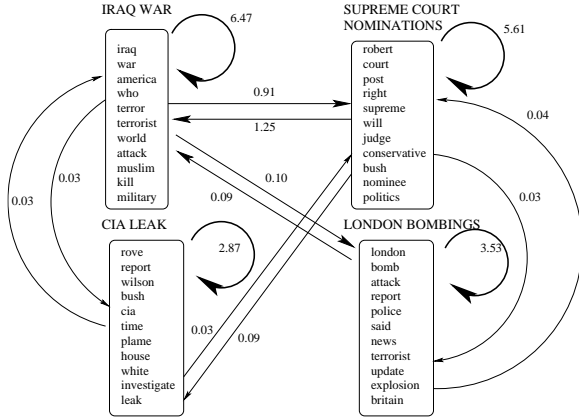 IRAQ WAR
6.47
iraq
war
america
who
terror
terrorist
world
attack
muslim
kill
military
SUPREME COURT
NOMINATIONS
5.61
robert
court
post
right
supreme
will
judge
conservative
bush
nominee
politics
0.91
1.25
0.04
0.03
0.03
0.10
0.09
0.03
CIA LEAK
2.87
rove
report
wilson
bush
cia
time
plame
house
white
investigate
leak
0.03
0.09
LONDON BOMBINGS
3.53
london
bomb
attack
report
police
said
news
terrorist
update
explosion
britain